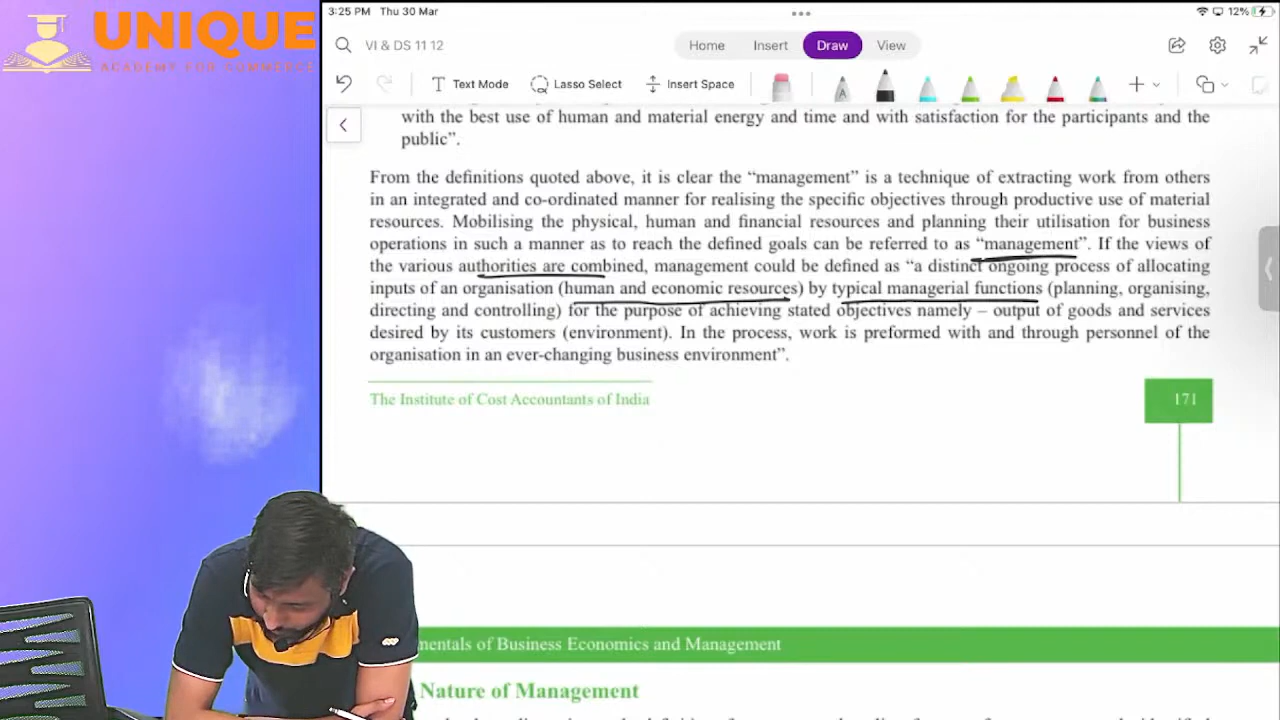 UNIQUE
ACADEMY FOR COMMERCE
3:25 PM Thu 30 Mar
12%
VI & DS 11 12
Home Insert Draw View
Text Mode Lasso Select Insert Space
with the best use of human and material energy and time and with satisfaction for the participants and the
public”.
From the definitions quoted above, it is clear the “management” is a technique of extracting work from others
in an integrated and co-ordinated manner for realising the specific objectives through productive use of material
resources. Mobilising the physical, human and financial resources and planning their utilisation for business
operations in such a manner as to reach the defined goals can be referred to as “management”. If the views of
the various authorities are combined, management could be defined as “a distinct ongoing process of allocating
inputs of an organisation (human and economic resources) by typical managerial functions (planning, organising,
directing and controlling) for the purpose of achieving stated objectives namely – output of goods and services
desired by its customers (environment). In the process, work is preformed with and through personnel of the
organisation in an ever-changing business environment”.
The Institute of Cost Accountants of India
171
mentals of Business Economics and Management
Nature of Management